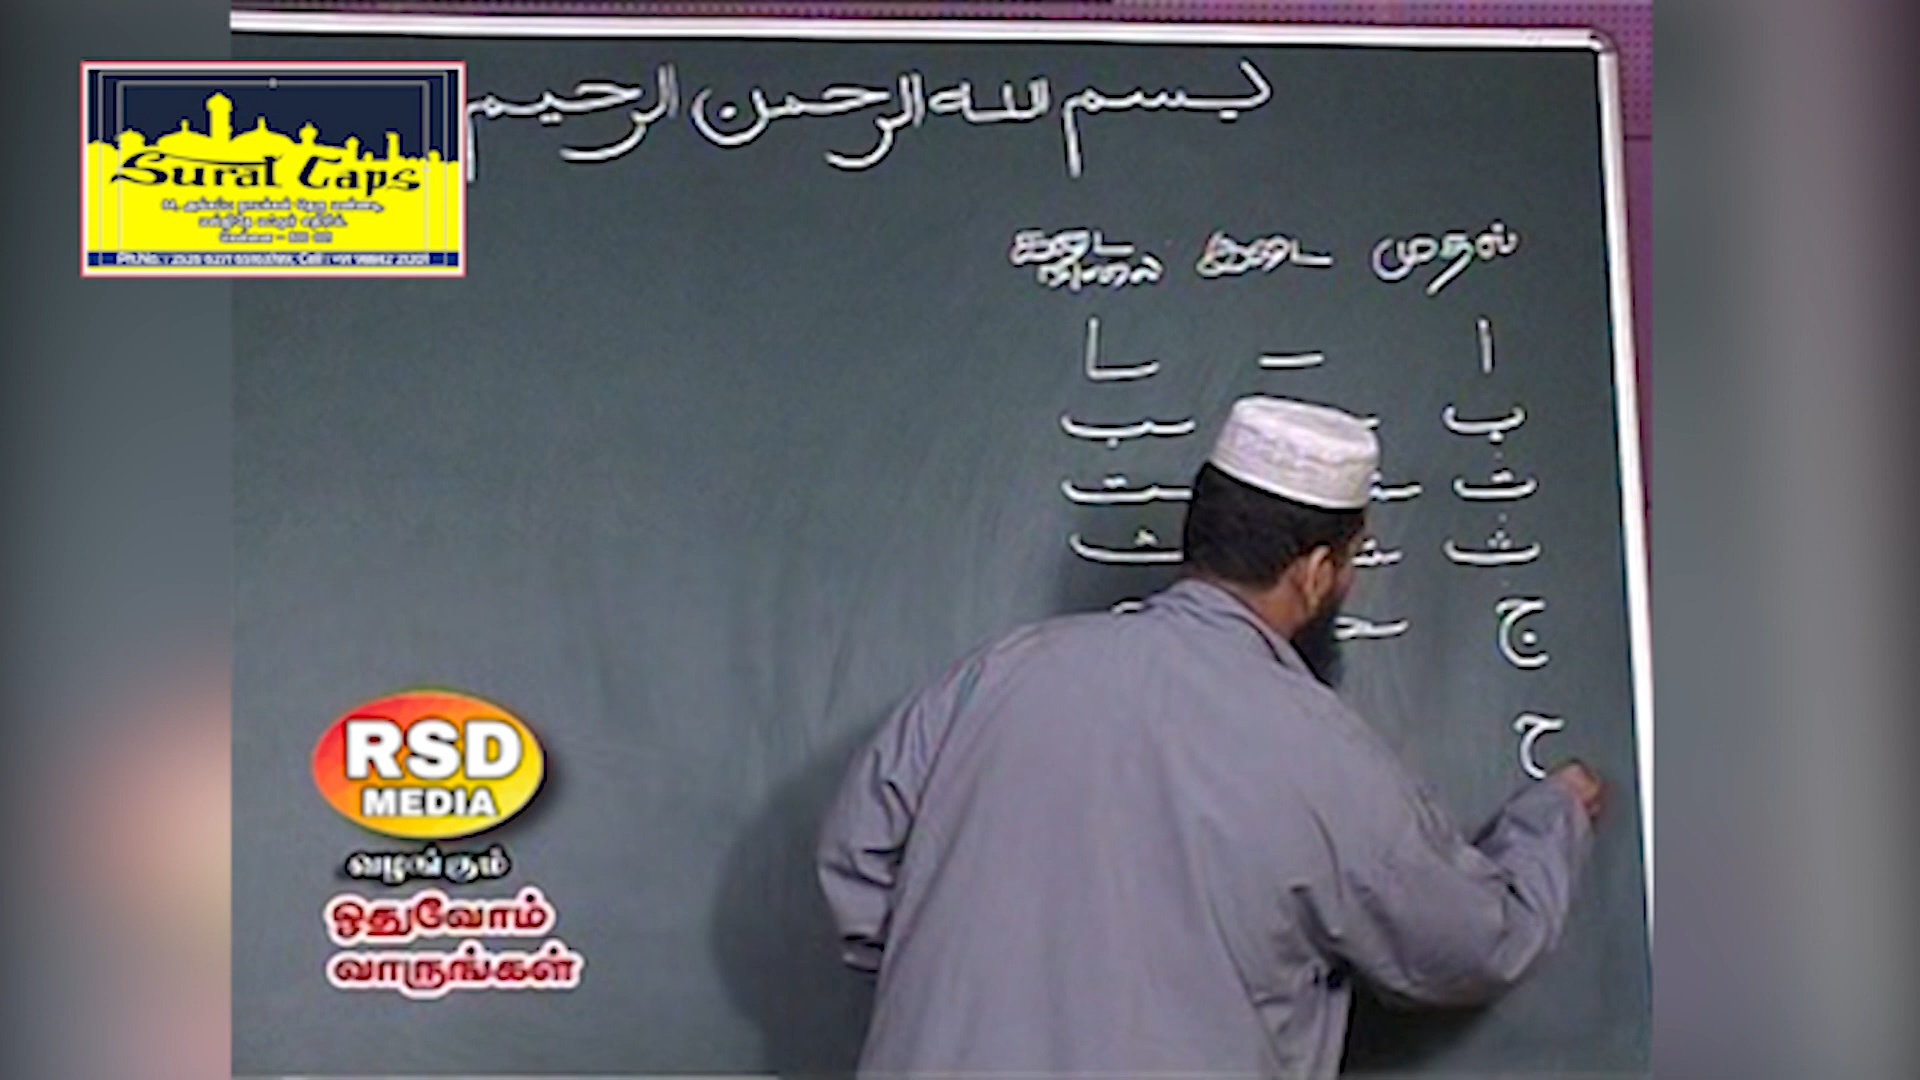 بسم الله الرحمن الرحيم
Surat Caps
முதல் இடை கடை நிலை
ا – ـا
ب ـب
ت ـت
ث ـث
ج
ح
RSD
MEDIA
வழங்கும்
ஓதுவோம்
வாருங்கள்